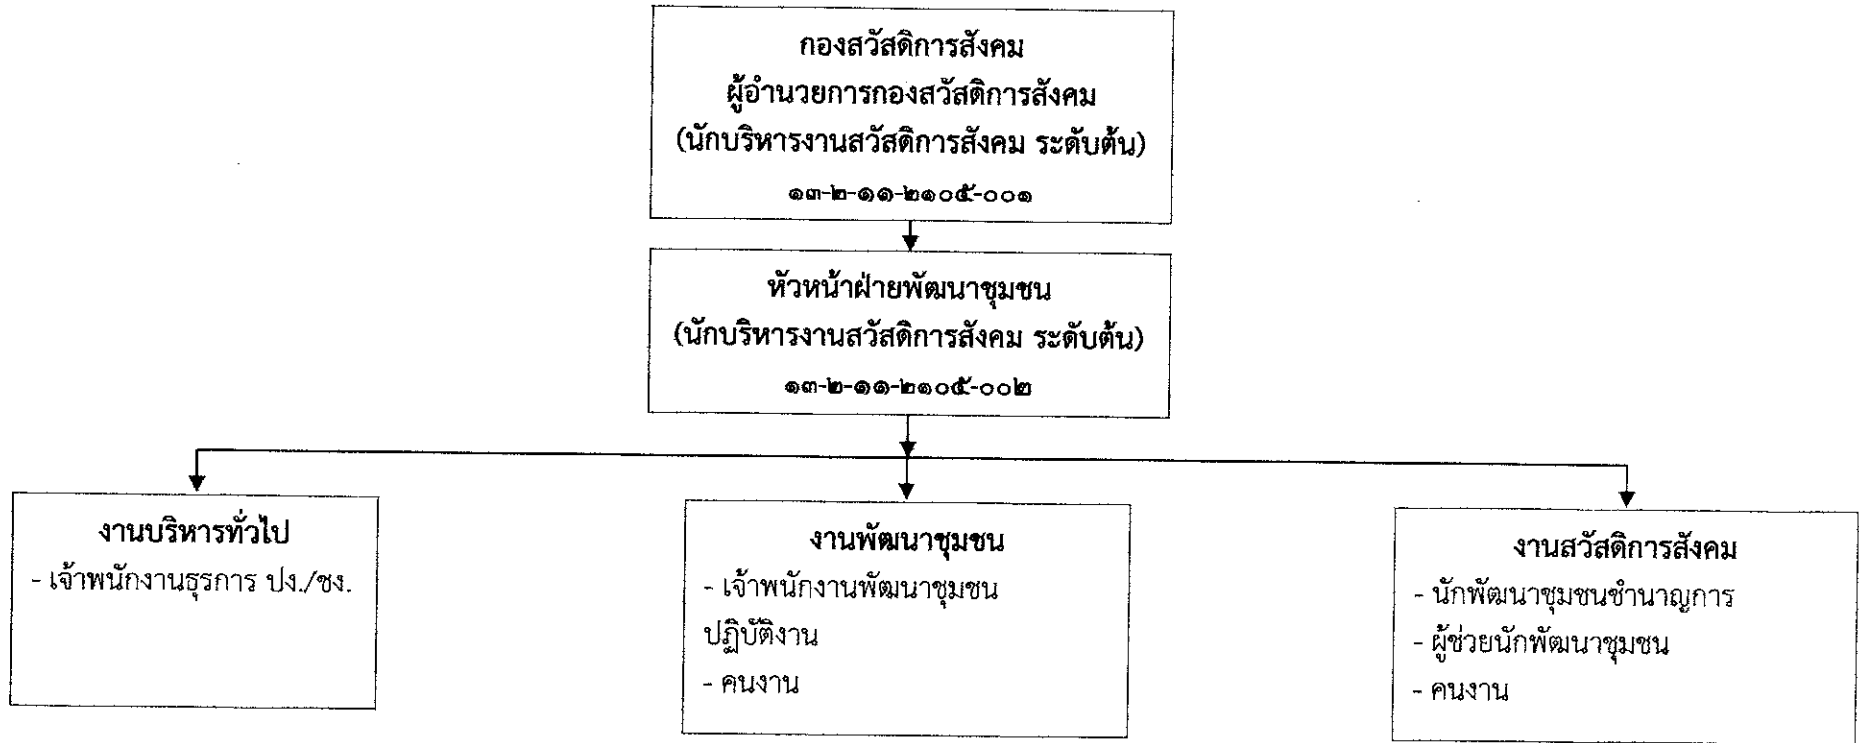 กองสวัสดิการสังคม
ผู้อำนวยการกองสวัสดิการสังคม
(นักบริหารงานสวัสดิการสังคม ระดับต้น)
๑๓-๒-๑๑-๒๑๐๕-๐๐๑
หัวหน้าฝ่ายพัฒนาชุมชน
(นักบริหารงานสวัสดิการสังคม ระดับต้น)
๑๓-๒-๑๑-๒๑๐๕-๐๐๒
งานบริหารทั่วไป
- เจ้าพนักงานธุรการ ปง./ชง.
งานพัฒนาชุมชน
- เจ้าพนักงานพัฒนาชุมชน
ปฏิบัติงาน
- คนงาน
งานสวัสดิการสังคม
- นักพัฒนาชุมชนชำนาญการ
- ผู้ช่วยนักพัฒนาชุมชน
- คนงาน